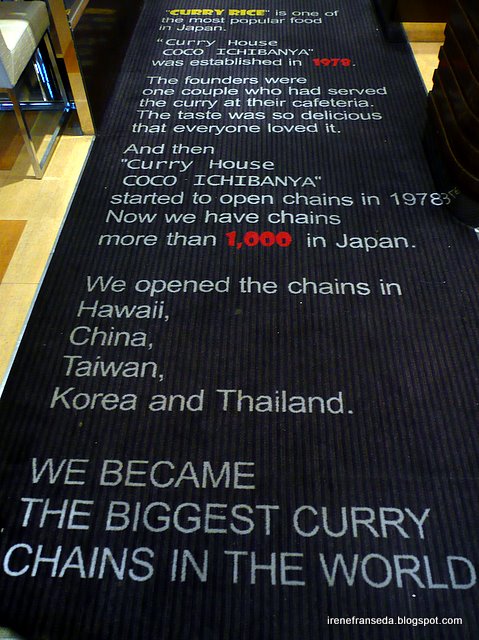 "CURRY RICE" is one of
the most popular food
in Japan.
"Curry House
COCO ICHIBANYA"
was established in 1978.
The founders were
one couple who had served
the curry at their cafeteria.
The taste was so delicious
that everyone loved it.
And then
"Curry House
COCO ICHIBANYA"
started to open chains in 1978
Now we have chains
more than 1,000 in Japan.
We opened the chains in
Hawaii,
China,
Taiwan,
Korea and Thailand.
WE BECAME
THE BIGGEST CURRY
CHAINS IN THE WORLD
irenefranseda.blogspot.com